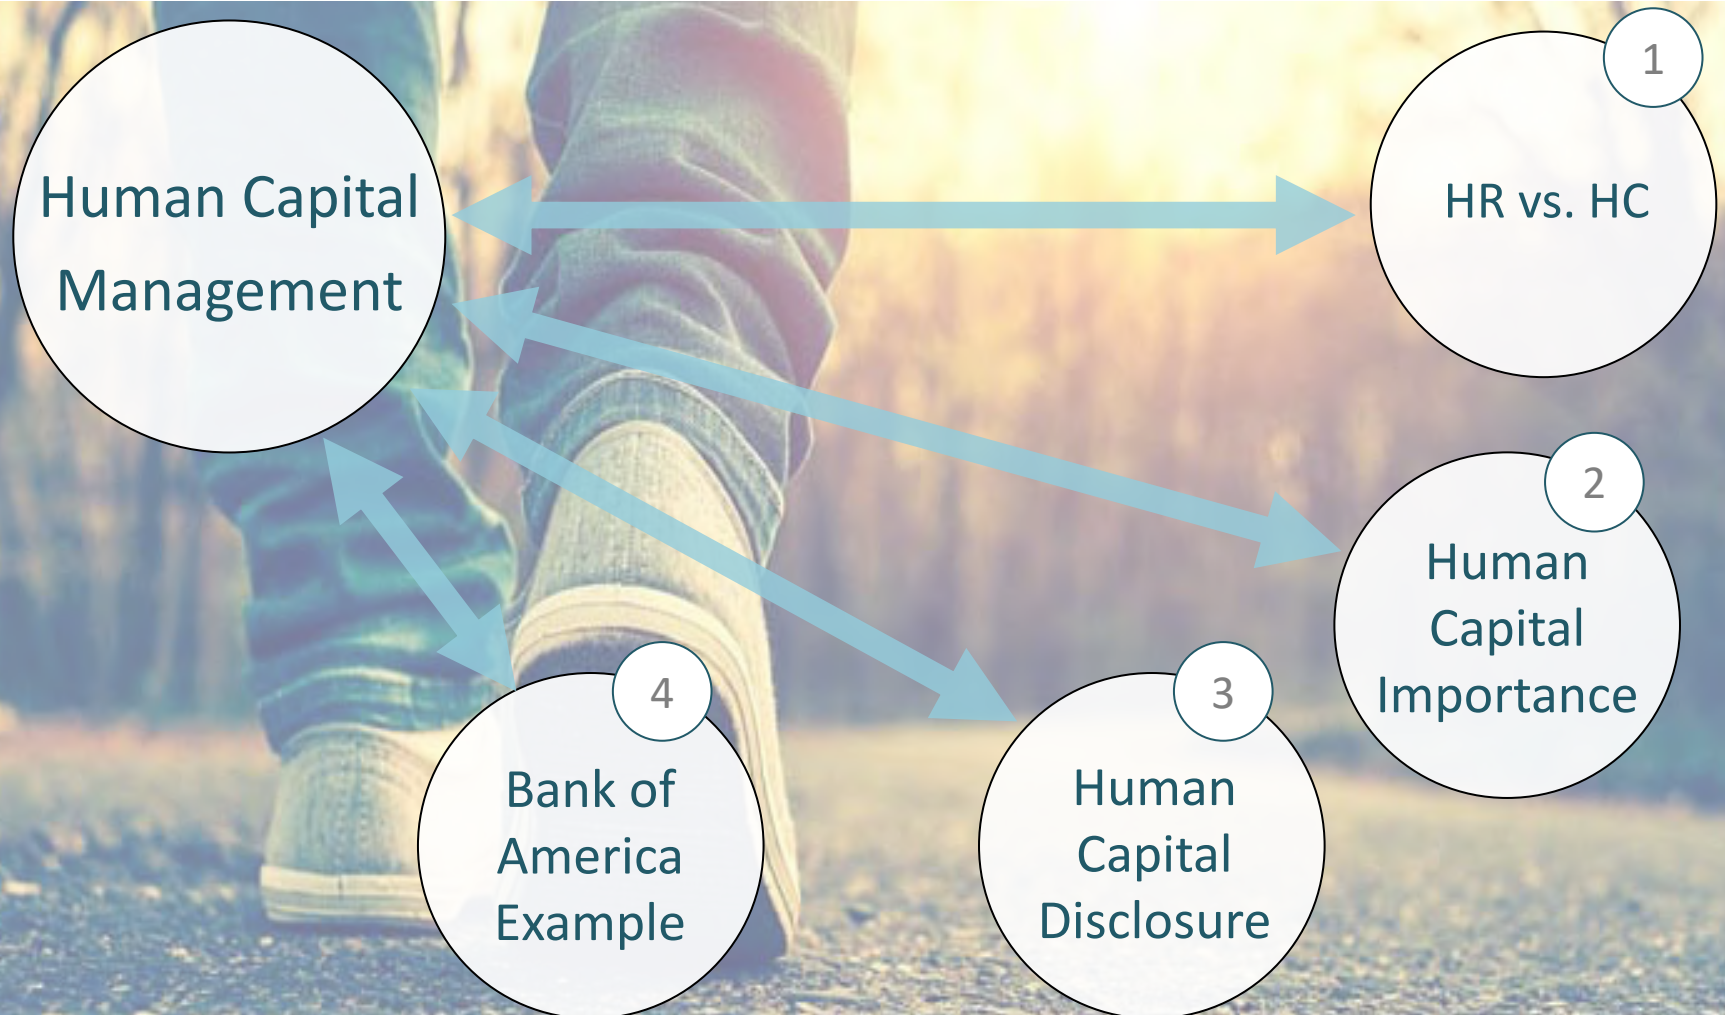 Human Capital
Management
1
HR vs. HC
2
Human
Capital
Importance
3
Human
Capital
Disclosure
4
Bank of
America
Example